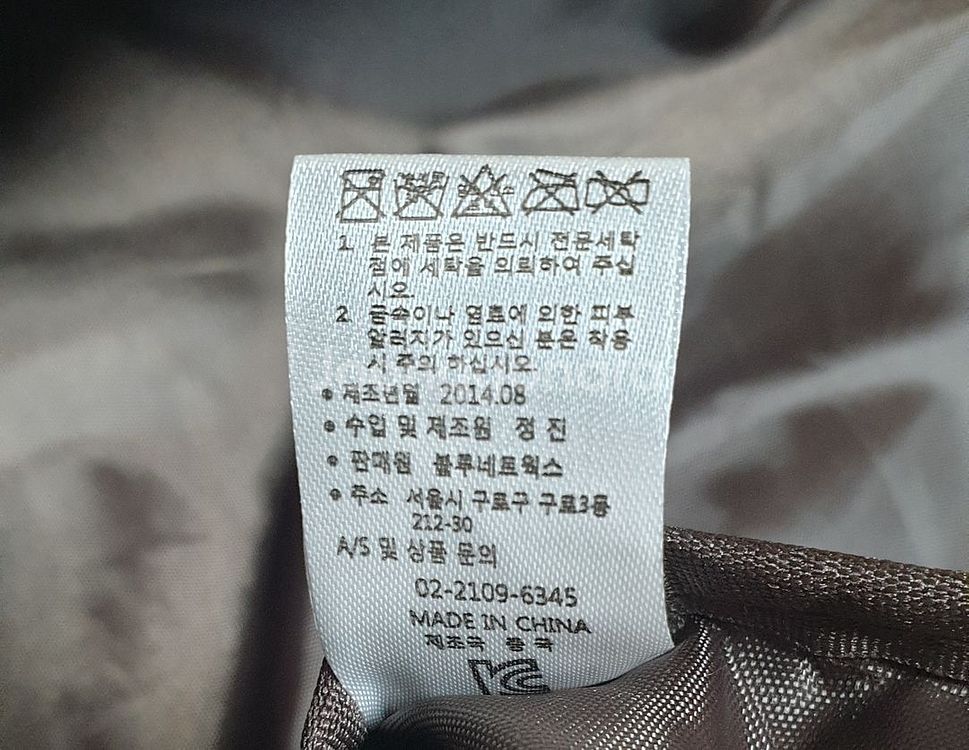 1 본 제품은 반드시 전문세탁
점에 세탁을 의뢰하여 주십
시오.
2 금속이나 염료에 의한 피부
알러지가 있으신 분은 착용
시 주의 하십시오.
• 제조년월 2014.08
• 수입 및 제조원 정 진
• 판매원 블루네트웍스
• 주소 서울시 구로구 구로3동
212-30
A/S 및 상품 문의
02-2109-6345
MADE IN CHINA
제조국 중국